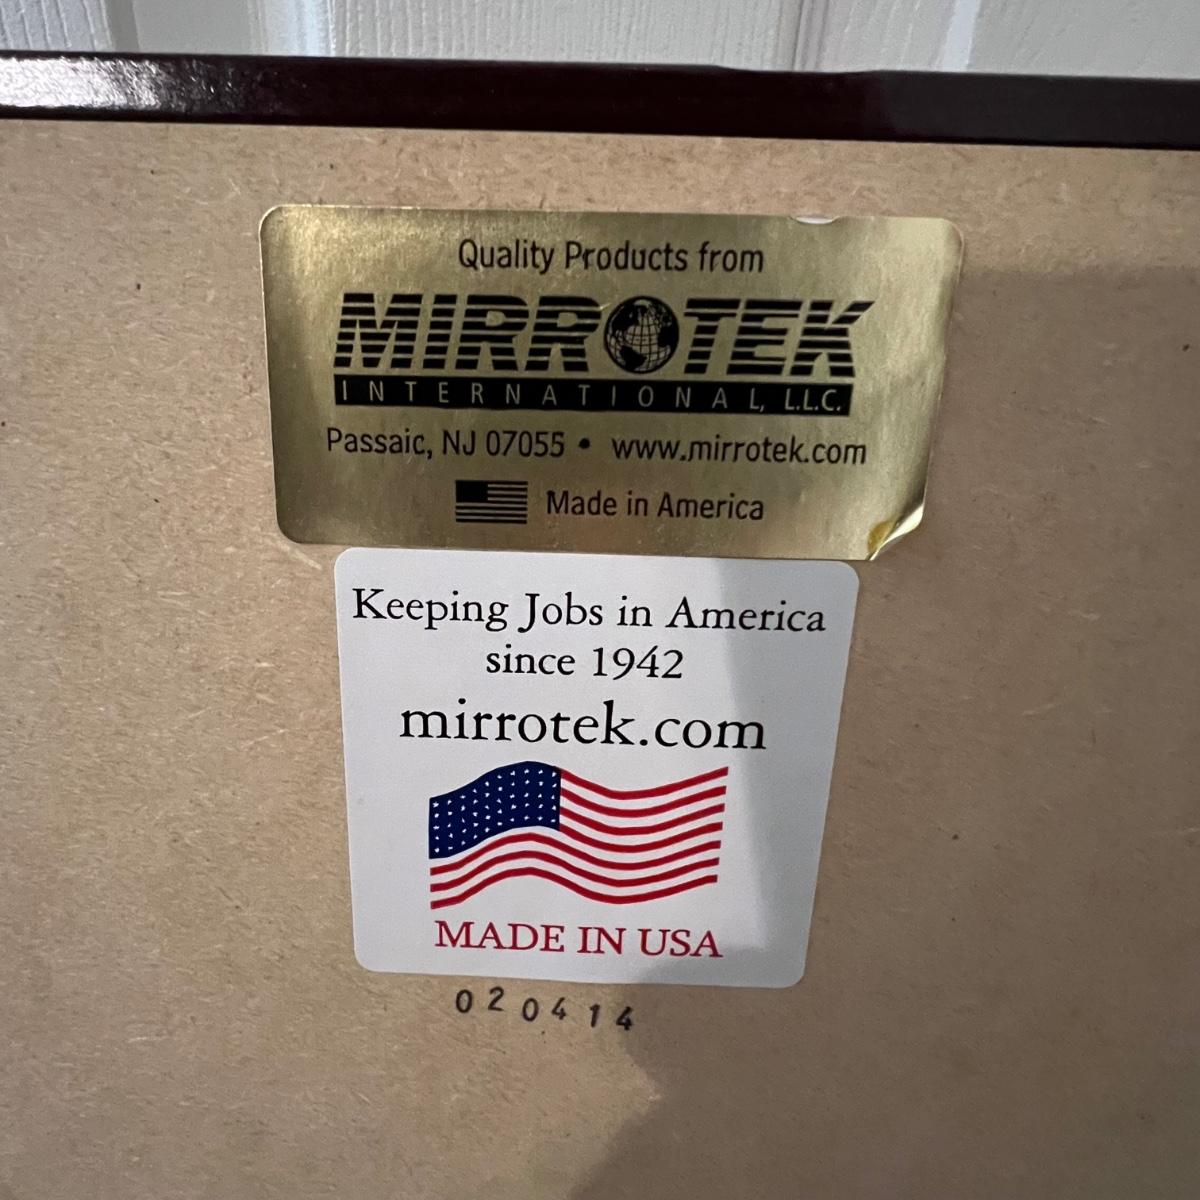 Quality Products from
MIRROTEK
INTERNATIONAL, L.L.C.
Passaic, NJ 07055 • www.mirrotek.com
Made in America
Keeping Jobs in America
since 1942
mirrotek.com
MADE IN USA
020414